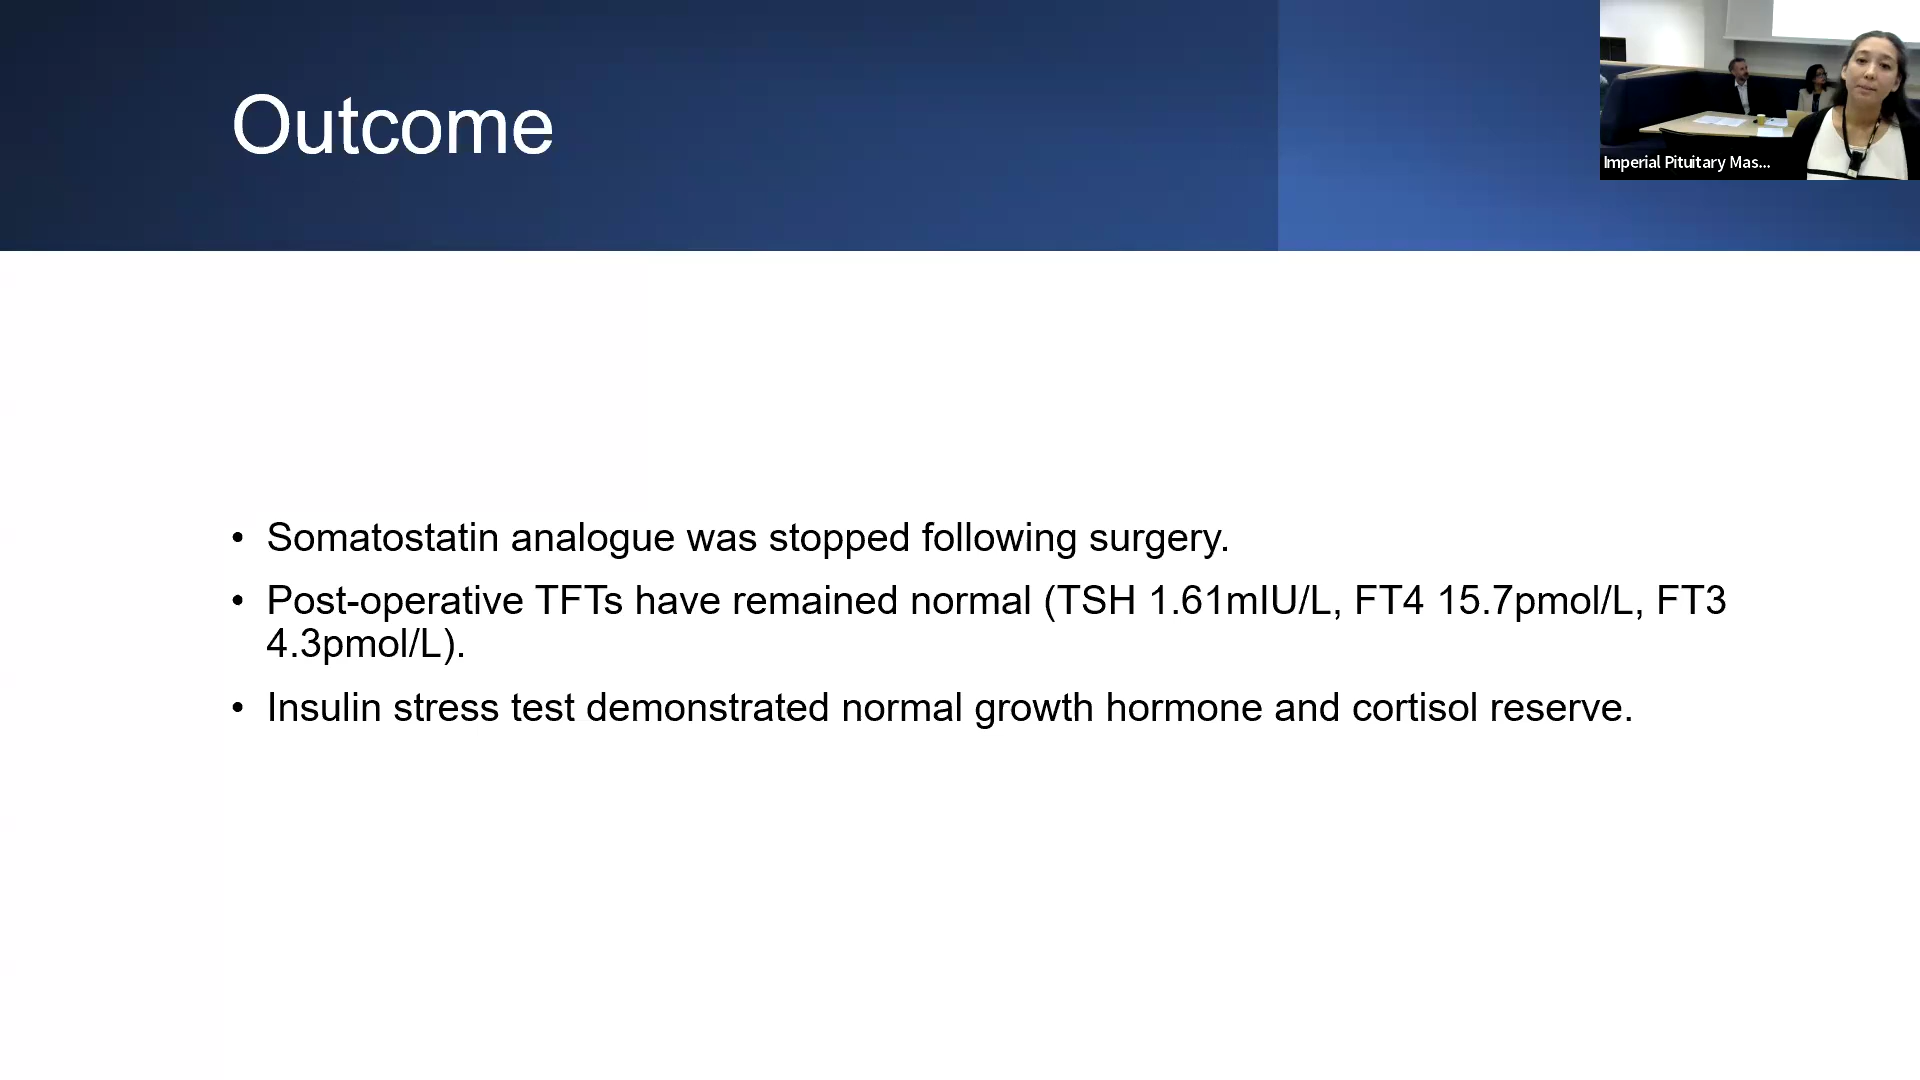 Outcome
Imperial Pituitary Mas...
• Somatostatin analogue was stopped following surgery.
• Post-operative TFTs have remained normal (TSH 1.61mIU/L, FT4 15.7pmol/L, FT3
4.3pmol/L).
• Insulin stress test demonstrated normal growth hormone and cortisol reserve.